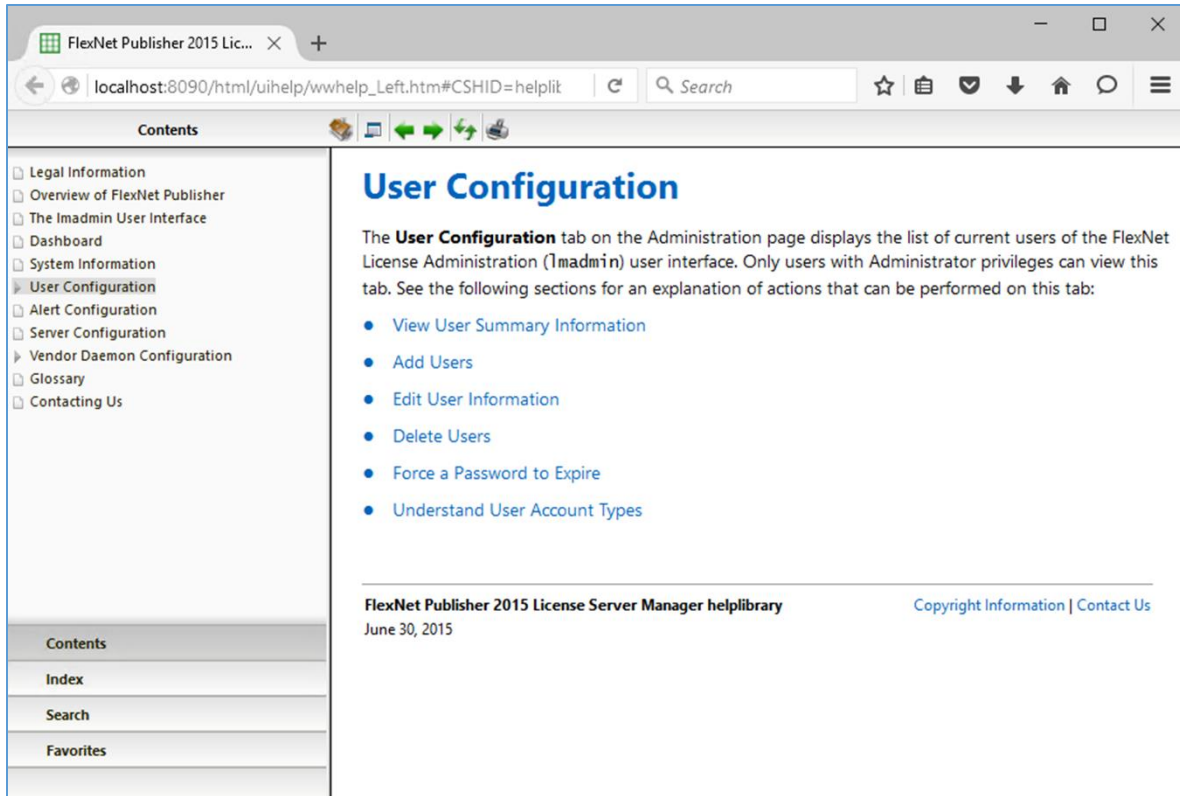 FlexNet Publisher 2015 Lic...
localhost:8090/html/uihelp/wwhelp_Left.htm#CSHID=helplit
Search
Contents
Legal Information
Overview of FlexNet Publisher
The lmadmin User Interface
Dashboard
System Information
User Configuration
Alert Configuration
Server Configuration
Vendor Daemon Configuration
Glossary
Contacting Us
Contents
Index
Search
Favorites
User Configuration
The User Configuration tab on the Administration page displays the list of current users of the FlexNet
License Administration (lmadmin) user interface. Only users with Administrator privileges can view this
tab. See the following sections for an explanation of actions that can be performed on this tab:
• View User Summary Information
• Add Users
• Edit User Information
• Delete Users
• Force a Password to Expire
• Understand User Account Types
FlexNet Publisher 2015 License Server Manager helplibrary
Copyright Information | Contact Us
June 30, 2015